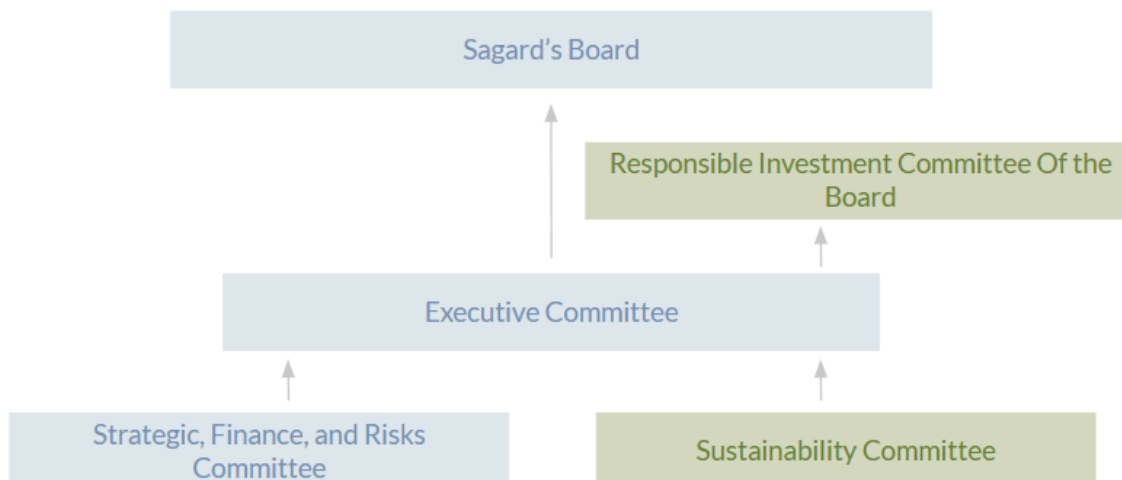 Sagard’s Board
Responsible Investment Committee Of the
Board
Executive Committee
Strategic, Finance, and Risks
Committee
Sustainability Committee